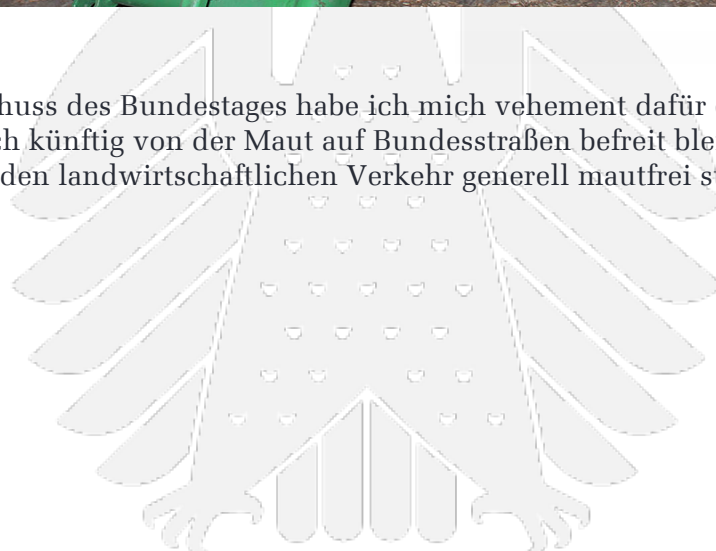 huss des Bundestages habe ich mich vehement dafür
künftig von der Maut auf Bundesstraßen befreit
den landwirtschaftlichen Verkehr generell mautfrei